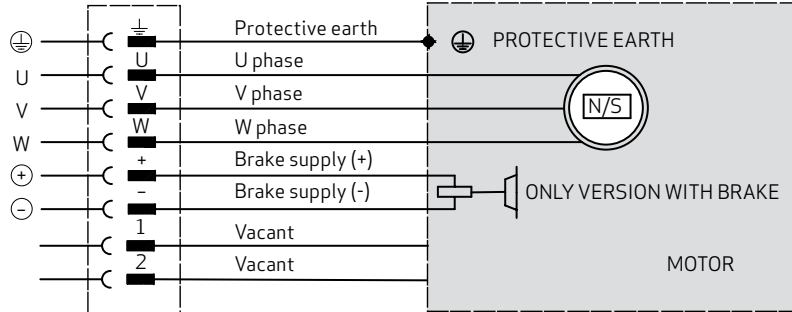 Protective earth
PROTECTIVE EARTH
U
U
U phase
V
V
V phase
N/S
W
W
W phase
+
+
Brake supply (+)
-
–
Brake supply (-)
ONLY VERSION WITH BRAKE
1
Vacant
2
Vacant
MOTOR